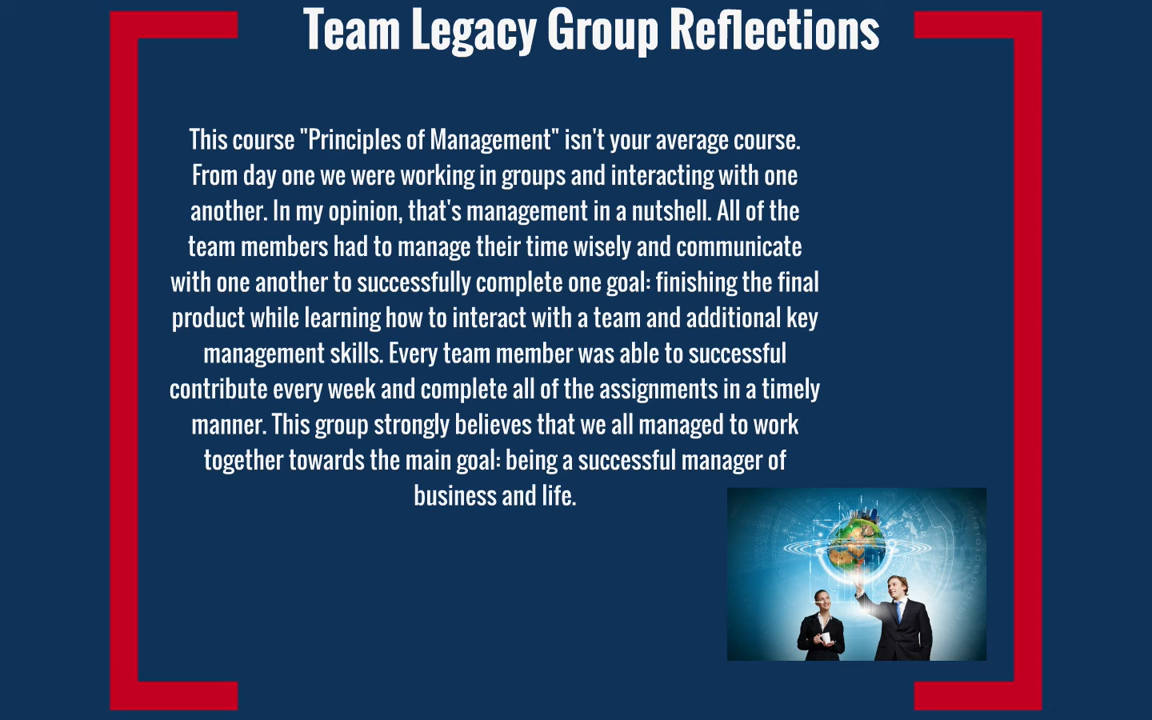 Team Legacy Group Reflections
This course "Principles of Management" isn't your average course.
From day one we were working in groups and interacting with one
another. In my opinion, that's management in a nutshell. All of the
team members had to manage their time wisely and communicate
with one another to successfully complete one goal: finishing the final
product while learning how to interact with a team and additional key
management skills. Every team member was able to successful
contribute every week and complete all of the assignments in a timely
manner. This group strongly believes that we all managed to work
together towards the main goal: being a successful manager of
business and life.